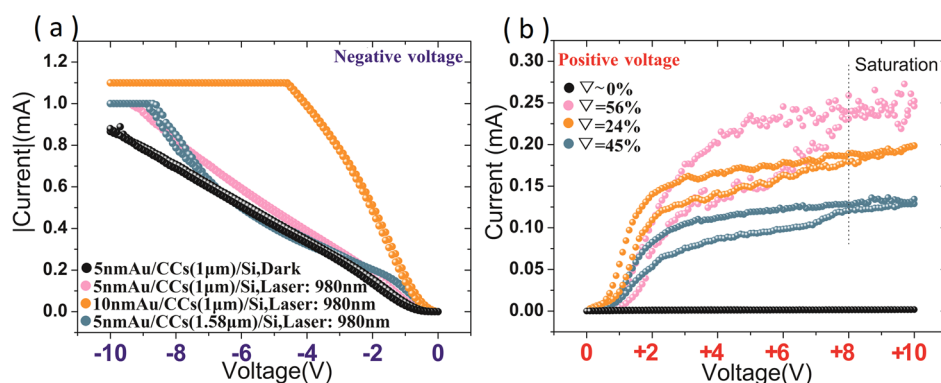 ( a )
Negative voltage
1.2
1.0
0.8
0.6
0.4
0.2
0.0
|Current|(mA)
5nmAu/CCs(1μm)/Si,Dark
5nmAu/CCs(1μm)/Si,Laser: 980nm
10nmAu/CCs(1μm)/Si,Laser: 980nm
5nmAu/CCs(1.58μm)/Si,Laser: 980nm
-10 -8 -6 -4 -2 0
Voltage(V)
( b )
Positive voltage
Saturation
▽~0%
▽=56%
▽=24%
▽=45%
0.30
0.25
0.20
0.15
0.10
0.05
0.00
Current (mA)
0 +2 +4 +6 +8 +10
Voltage(V)